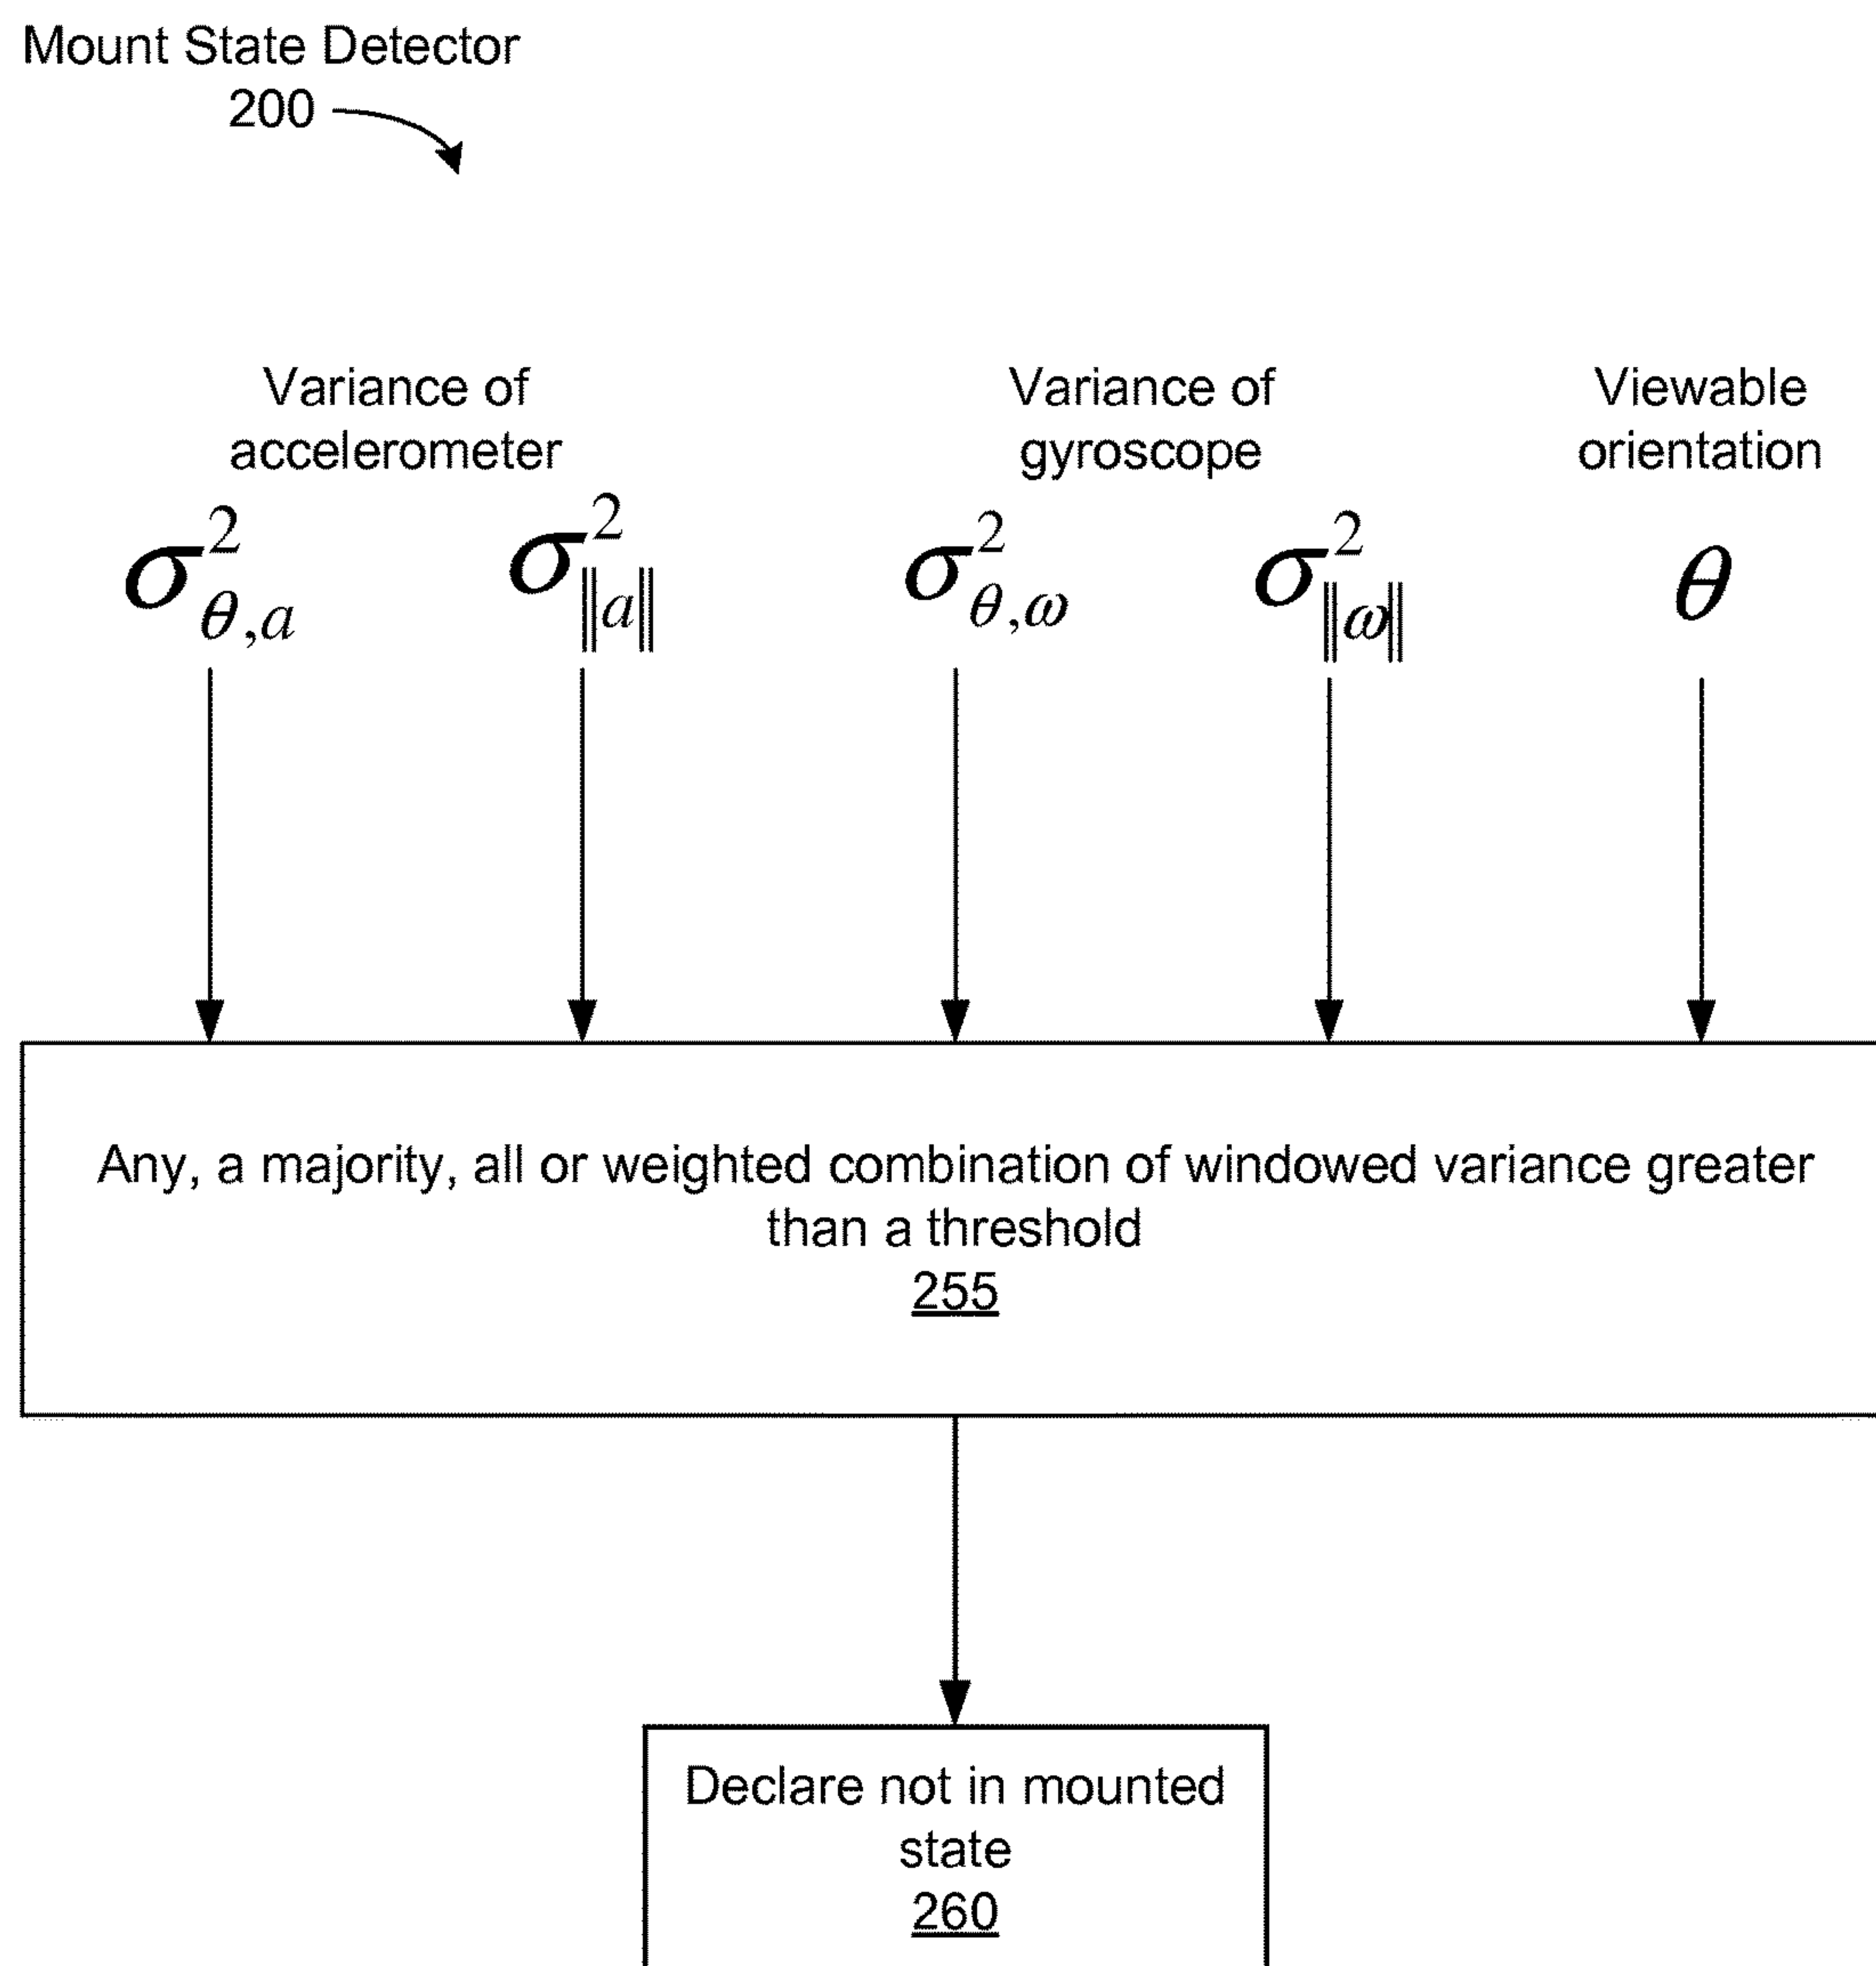 Mount State Detector
200
Variance of
accelerometer
Variance of
gyroscope
Viewable
orientation
σ²θ,a
σ²‖a‖
σ²θ,ω
σ²‖ω‖
θ
Any, a majority, all or weighted combination of windowed variance greater
than a threshold
255
Declare not in mounted
state
260